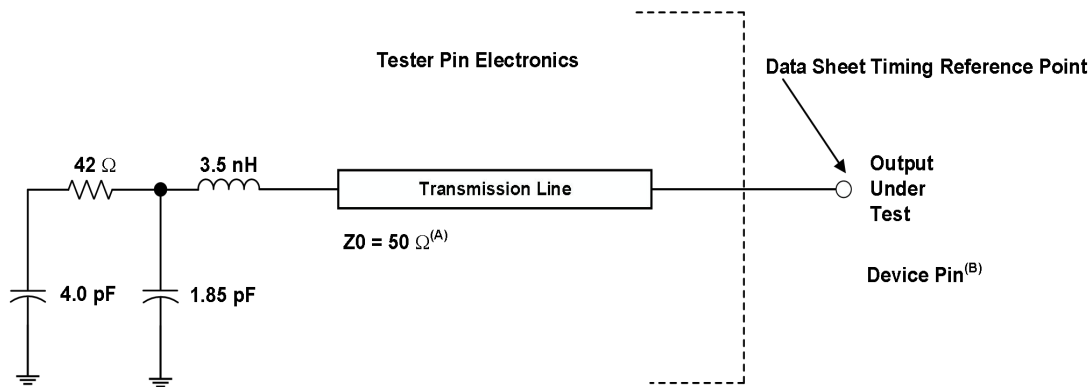 Tester Pin Electronics
Data Sheet Timing Reference Point
42 Ω
3.5 nH
Transmission Line
Output
Under
Test
Z0 = 50 Ω(A)
Device Pin(B)
4.0 pF
1.85 pF